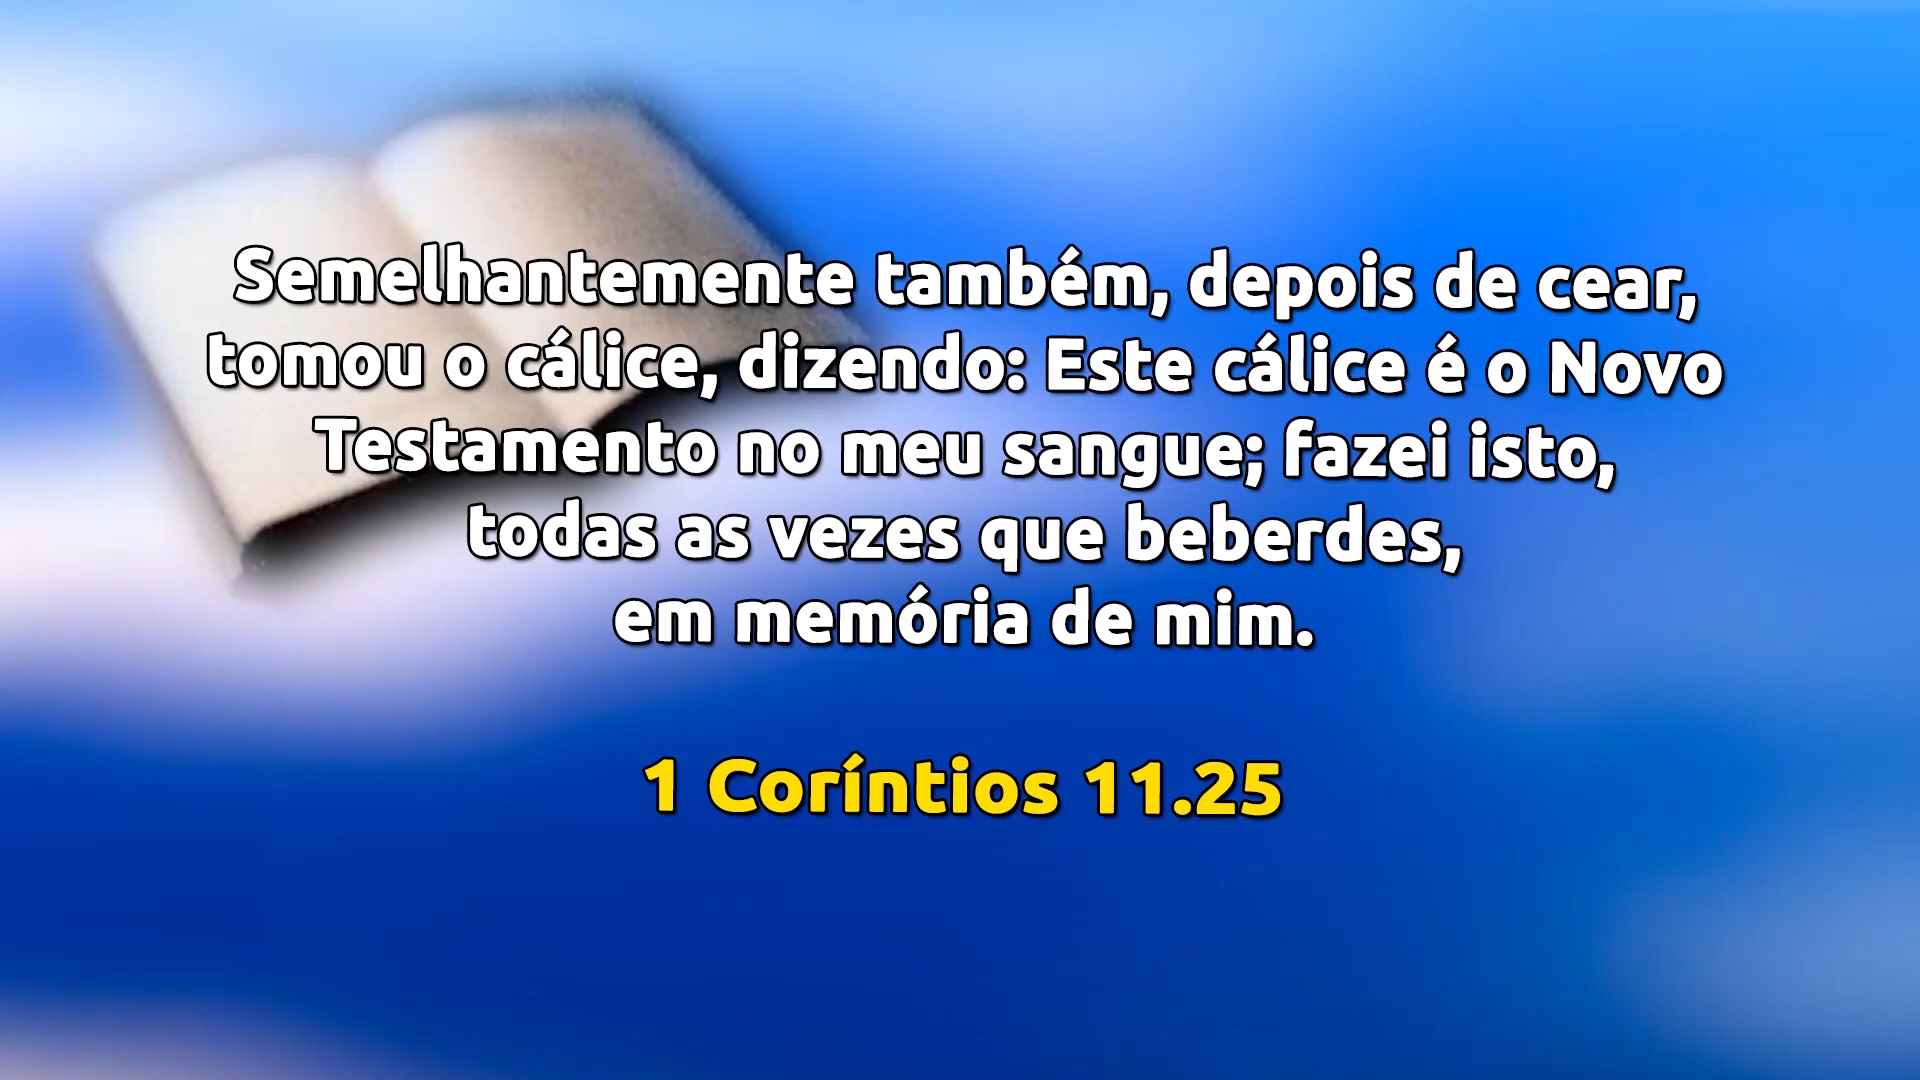 Semelhantemente também, depois de cear,
tomou o cálice, dizendo: Este cálice é o Novo
Testamento no meu sangue; fazei isto,
todas as vezes que beberdes,
em memória de mim.
1 Coríntios 11.25